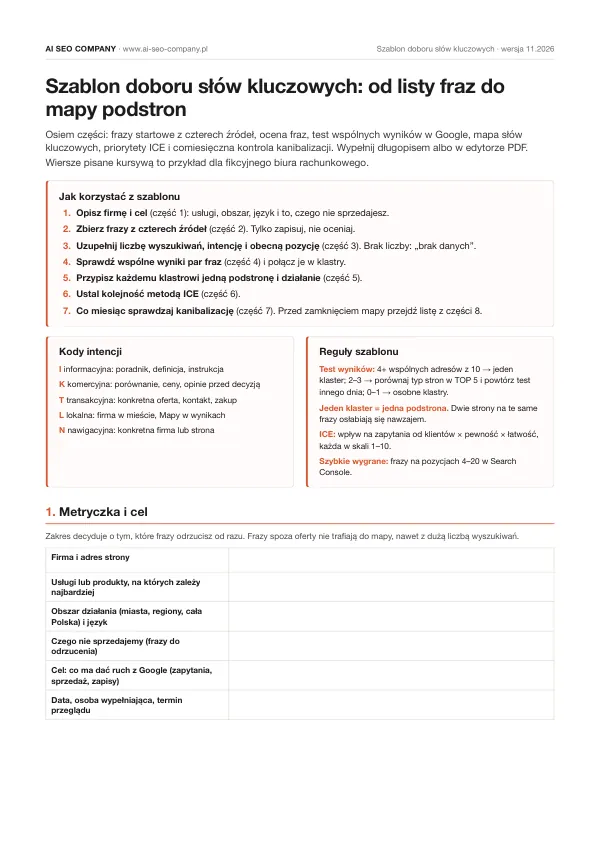 AI SEO COMPANY · www.ai-seo-company.pl
Szablon doboru słów kluczowych · wersja 11.2026
Szablon doboru słów kluczowych: od listy fraz do
mapy podstron
Osiem części: frazy startowe z czterech źródeł, ocena fraz, test wspólnych wyników w Google, mapa słów
kluczowych, priorytety ICE i comiesięczna kontrola kanibalizacji. Wypełnij długopisem albo w edytorze PDF.
Wiersze pisane kursywą to przykład dla fikcyjnego biura rachunkowego.
Jak korzystać z szablonu
1. Opisz firmę i cel (część 1): usługi, obszar, język i to, czego nie sprzedajesz.
2. Zbierz frazy z czterech źródeł (część 2). Tylko zapisuj, nie oceniaj.
3. Uzupełnij liczbę wyszukiwań, intencję i obecną pozycję (część 3). Brak liczby: „brak danych”.
4. Sprawdź wspólne wyniki par fraz (część 4) i połącz je w klastry.
5. Przypisz każdemu klastrowi jedną podstronę i działanie (część 5).
6. Ustal kolejność metodą ICE (część 6).
7. Co miesiąc sprawdzaj kanibalizację (część 7). Przed zamknięciem mapy przejdź listę z części 8.
Kody intencji
I informacyjna: poradnik, definicja, instrukcja
K komercyjna: porównanie, ceny, opinie przed decyzją
T transakcyjna: konkretna oferta, kontakt, zakup
L lokalna: firma w mieście, Mapy w wynikach
N nawigacyjna: konkretna firma lub strona
Reguły szablonu
Test wyników: 4+ wspólnych adresów z 10 → jeden
klaster; 2–3 → porównaj typ stron w TOP 5 i powtórz test
innego dnia; 0–1 → osobne klastry.
Jeden klaster = jedna podstrona. Dwie strony na te same
frazy osłabiają się nawzajem.
ICE: wpływ na zapytania od klientów × pewność × łatwość,
każda w skali 1–10.
Szybkie wygrane: frazy na pozycjach 4–20 w Search
Console.
1. Metryczka i cel
Zakres decyduje o tym, które frazy odrzucisz od razu. Frazy spoza oferty nie trafiają do mapy, nawet z dużą liczbą wyszukiwań.
Firma i adres strony
Usługi lub produkty, na których zależy
najbardziej
Obszar działania (miasta, regiony, cała
Polska) i język
Czego nie sprzedajemy (frazy do
odrzucenia)
Cel: co ma dać ruch z Google (zapytania,
sprzedaż, zapisy)
Data, osoba wypełniająca, termin
przeglądu